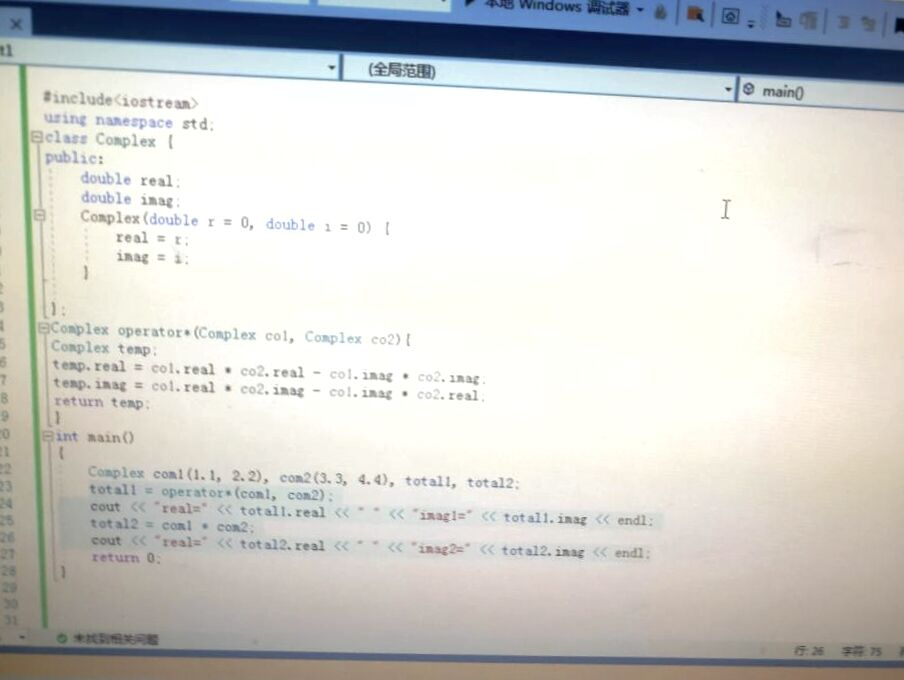 本地 Windows 调试器
(全局范围)
main()
#include<iostream>
using namespace std;
class Complex {
public:
double real;
double imag;
Complex(double r = 0, double i = 0) {
real = r;
imag = i;
}
};
Complex operator*(Complex co1, Complex co2){
Complex temp;
temp.real = co1.real * co2.real - co1.imag * co2.imag;
temp.imag = co1.real * co2.imag - co1.imag * co2.real;
return temp;
}
int main()
{
Complex com1(1.1, 2.2), com2(3.3, 4.4), total1, total2;
total1 = operator*(com1, com2);
cout << "real=" << total1.real << " " << "imag1=" << total1.imag << endl;
total2 = com1 * com2;
cout << "real=" << total2.real << " " << "imag2=" << total2.imag << endl;
return 0;
}
未找到相关问题
行: 26 字符: 75